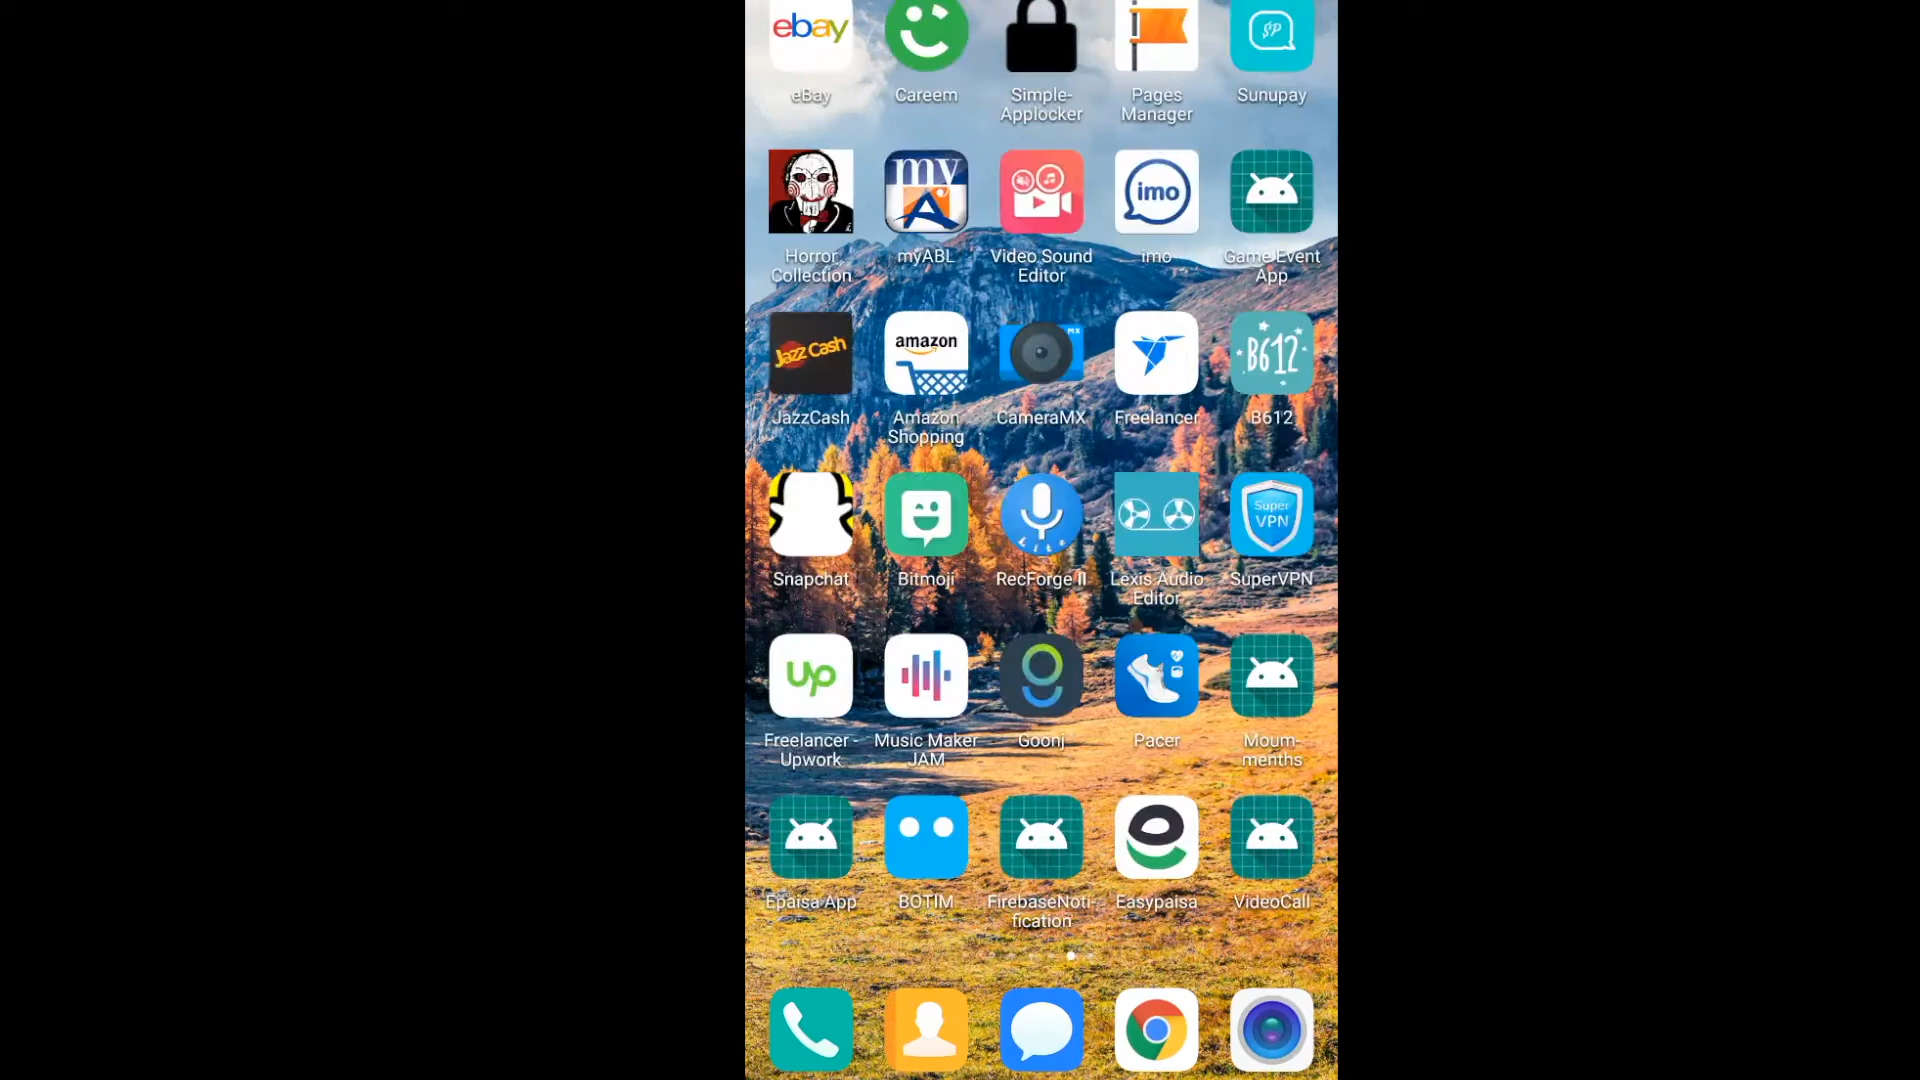 ebay
SP
eBay
Careem
Simple-
Applocker
Pages
Manager
Sunupay
my
A
imo
Horror
Collection
myABL
Video Sound
Editor
imo
Game Event
App
Jazz Cash
amazon
MX
B612
JazzCash
Amazon
Shopping
CameraMX
Freelancer
B612
Lite
Super
VPN
Snapchat
Bitmoji
RecForge II
Lexis Audio
Editor
SuperVPN
Up
g
Freelancer -
Upwork
Music Maker
JAM
Goonj
Pacer
Moum-
menths
e
Epaisa App
BOTIM
FirebaseNoti-
fication
Easypaisa
VideoCall